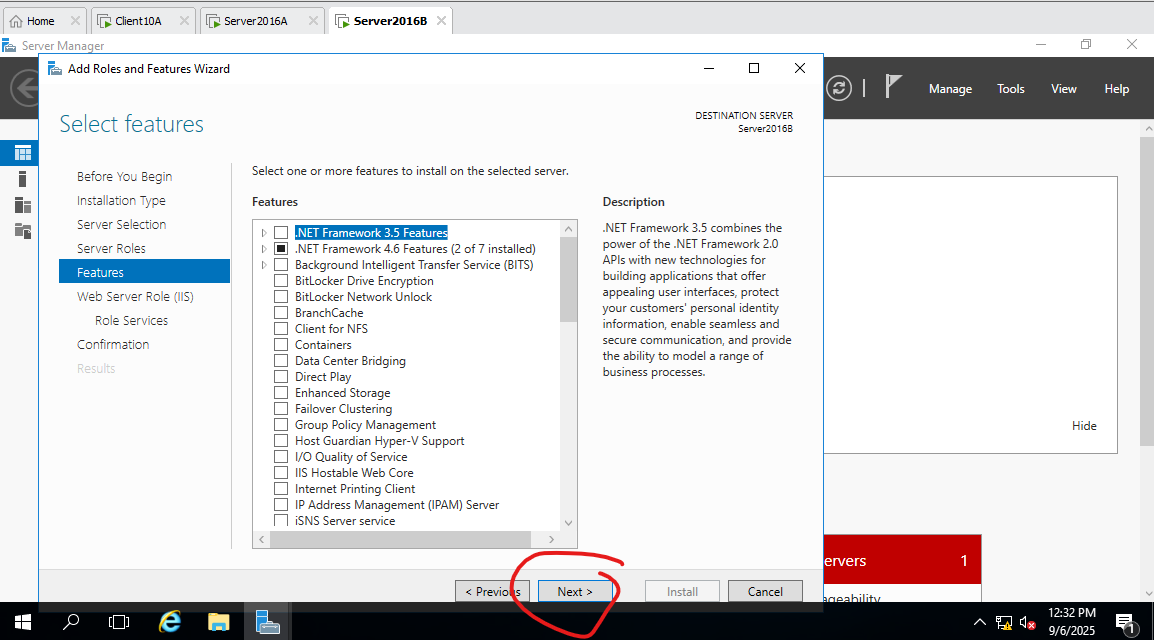 Home
Client10A
Server2016A
Server2016B
Server Manager
Add Roles and Features Wizard
Manage Tools View Help
Select features
DESTINATION SERVER
Server2016B
Before You Begin
Installation Type
Server Selection
Server Roles
Features
Web Server Role (IIS)
Role Services
Confirmation
Results
Select one or more features to install on the selected server.
Features
.NET Framework 3.5 Features
.NET Framework 4.6 Features (2 of 7 installed)
Background Intelligent Transfer Service (BITS)
BitLocker Drive Encryption
BitLocker Network Unlock
BranchCache
Client for NFS
Containers
Data Center Bridging
Direct Play
Enhanced Storage
Failover Clustering
Group Policy Management
Host Guardian Hyper-V Support
I/O Quality of Service
IIS Hostable Web Core
Internet Printing Client
IP Address Management (IPAM) Server
iSNS Server service
Description
.NET Framework 3.5 combines the
power of the .NET Framework 2.0
APIs with new technologies for
building applications that offer
appealing user interfaces, protect
your customers' personal identity
information, enable seamless and
secure communication, and provide
the ability to model a range of
business processes.
Hide
ervers 1
ageability
< Previous
Next >
Install
Cancel
12:32 PM
9/6/2025
1